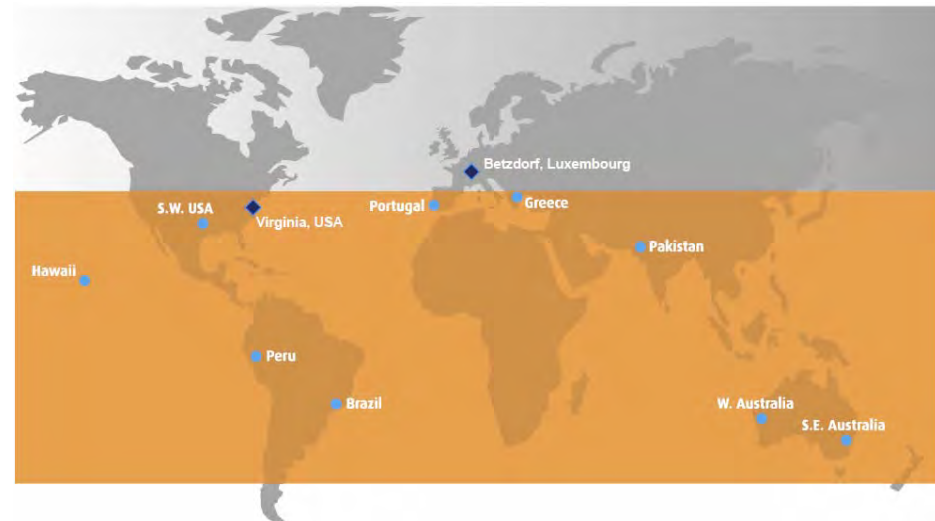 Betzdorf, Luxembourg
S.W. USA
Portugal
Greece
Virginia, USA
Pakistan
Hawaii
Peru
Brazil
W. Australia
S.E. Australia